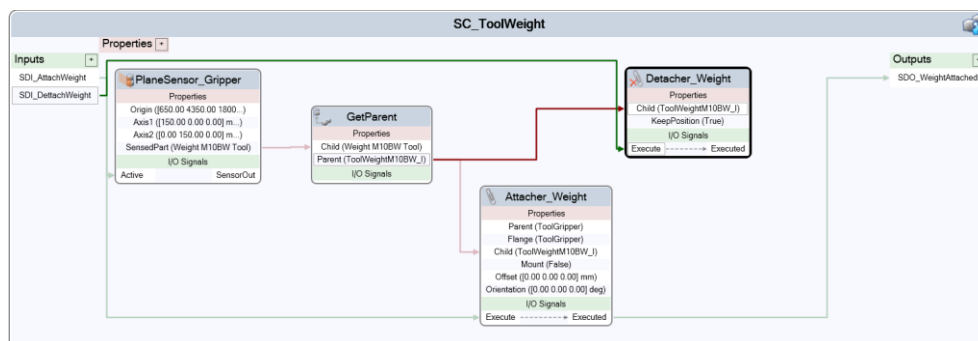 SC_ToolWeight
Properties +
Inputs +
SDI_AttachWeight
SDI_DettachWeight
PlaneSensor_Gripper
Properties
Origin ([650.00 4350.00 1800...)
Axis1 ([150.00 0.00 0.00] m...)
Axis2 ([0.00 150.00 0.00] m...)
SensedPart (Weight M10BW Tool)
I/O Signals
Active SensorOut
GetParent
Properties
Child (Weight M10BW Tool)
Parent (ToolWeightM10BW_I)
I/O Signals
Attacher_Weight
Properties
Parent (ToolGripper)
Flange (ToolGripper)
Child (ToolWeightM10BW_I)
Mount (False)
Offset ([0.00 0.00 0.00] mm)
Orientation ([0.00 0.00 0.00] deg)
I/O Signals
Execute Executed
Detacher_Weight
Properties
Child (ToolWeightM10BW_I)
KeepPosition (True)
I/O Signals
Execute Executed
Outputs
SDO_WeightAttached